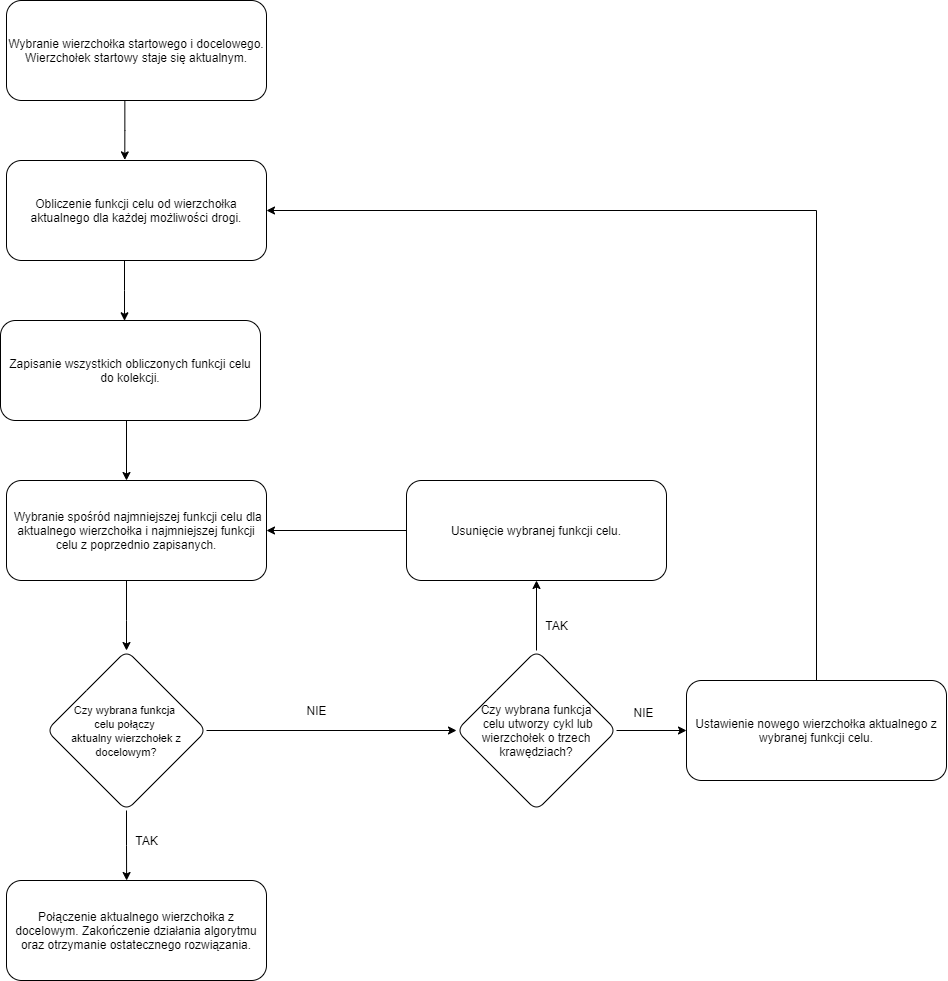 Wybranie wierzchołka startowego i docelowego.
Wierzchołek startowy staje się aktualnym.
Obliczenie funkcji celu od wierzchołka
aktualnego dla każdej możliwości drogi.
Zapisanie wszystkich obliczonych funkcji celu
do kolekcji.
Wybranie spośród najmniejszej funkcji celu dla
aktualnego wierzchołka i najmniejszej funkcji
celu z poprzednio zapisanych.
Usunięcie wybranej funkcji celu.
TAK
Czy wybrana funkcja
celu połączy
aktualny wierzchołek z
docelowym?
NIE
Czy wybrana funkcja
celu utworzy cykl lub
wierzchołek o trzech
krawędziach?
NIE
Ustawienie nowego wierzchołka aktualnego z
wybranej funkcji celu.
TAK
Połączenie aktualnego wierzchołka z
docelowym. Zakończenie działania algorytmu
oraz otrzymanie ostatecznego rozwiązania.